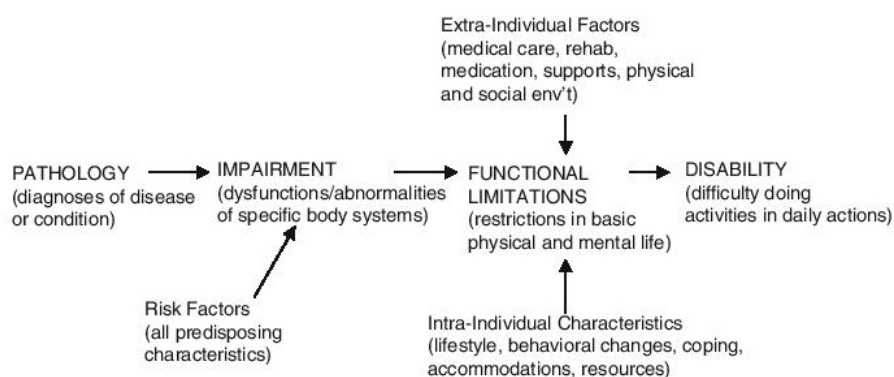 Extra-Individual Factors
(medical care, rehab,
medication, supports, physical
and social env't)
PATHOLOGY
(diagnoses of disease
or condition)
IMPAIRMENT
(dysfunctions/abnormalities
of specific body systems)
FUNCTIONAL
LIMITATIONS
(restrictions in basic
physical and mental life)
DISABILITY
(difficulty doing
activities in daily actions)
Risk Factors
(all predisposing
characteristics)
Intra-Individual Characteristics
(lifestyle, behavioral changes, coping,
accommodations, resources)